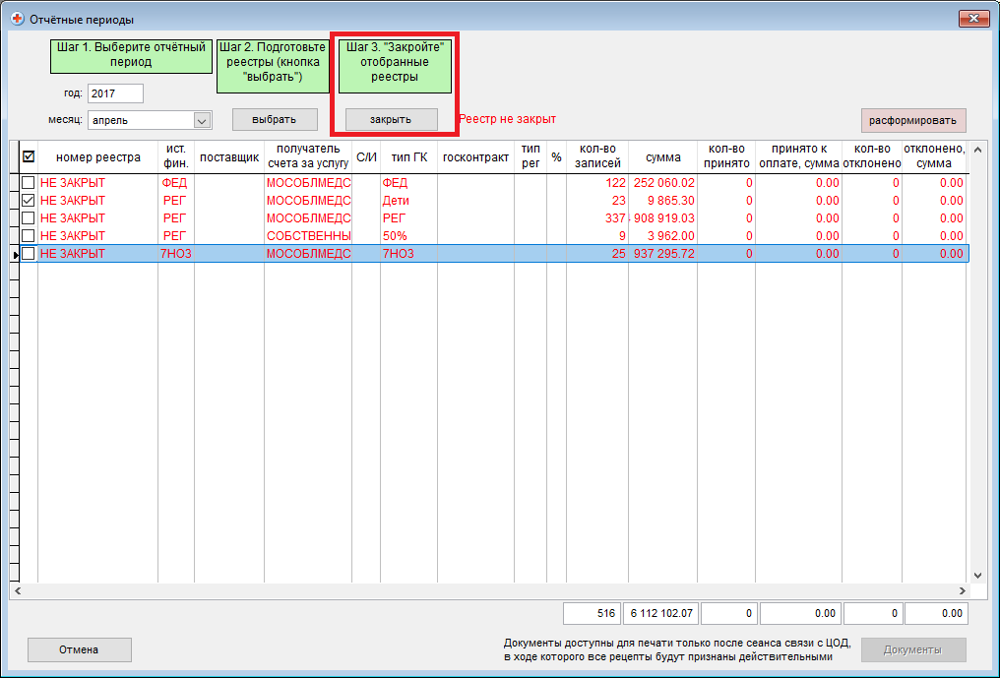 Отчётные периоды
Шаг 1. Выберите отчётный
период
Шаг 2. Подготовьте
реестры (кнопка
"выбрать")
Шаг 3. "Закройте"
отобранные
реестры
год: 2017
месяц: апрель
выбрать
закрыть
Реестр не закрыт
расформировать
номер реестра
ист.
фин.
поставщик
получатель
счета за услугу
С/И
тип ГК
госконтракт
тип
рег
%
кол-во
записей
сумма
кол-во
принято
принято к
оплате, сумма
кол-во
отклонено
отклонено,
сумма
НЕ ЗАКРЫТ ФЕД МОСОБЛМЕДС ФЕД 122 252 060.02 0 0.00 0 0.00
НЕ ЗАКРЫТ РЕГ МОСОБЛМЕДС Дети 23 9 865.30 0 0.00 0 0.00
НЕ ЗАКРЫТ РЕГ МОСОБЛМЕДС РЕГ 337 908 919.03 0 0.00 0 0.00
НЕ ЗАКРЫТ РЕГ СОБСТВЕННЫ 50% 9 3 962.00 0 0.00 0 0.00
НЕ ЗАКРЫТ 7НОЗ МОСОБЛМЕДС 7НОЗ 25 937 295.72 0 0.00 0 0.00
516 6 112 102.07 0 0.00 0 0.00
Отмена
Документы доступны для печати только после сеанса связи с ЦОД,
в ходе которого все рецепты будут признаны действительными
Документы